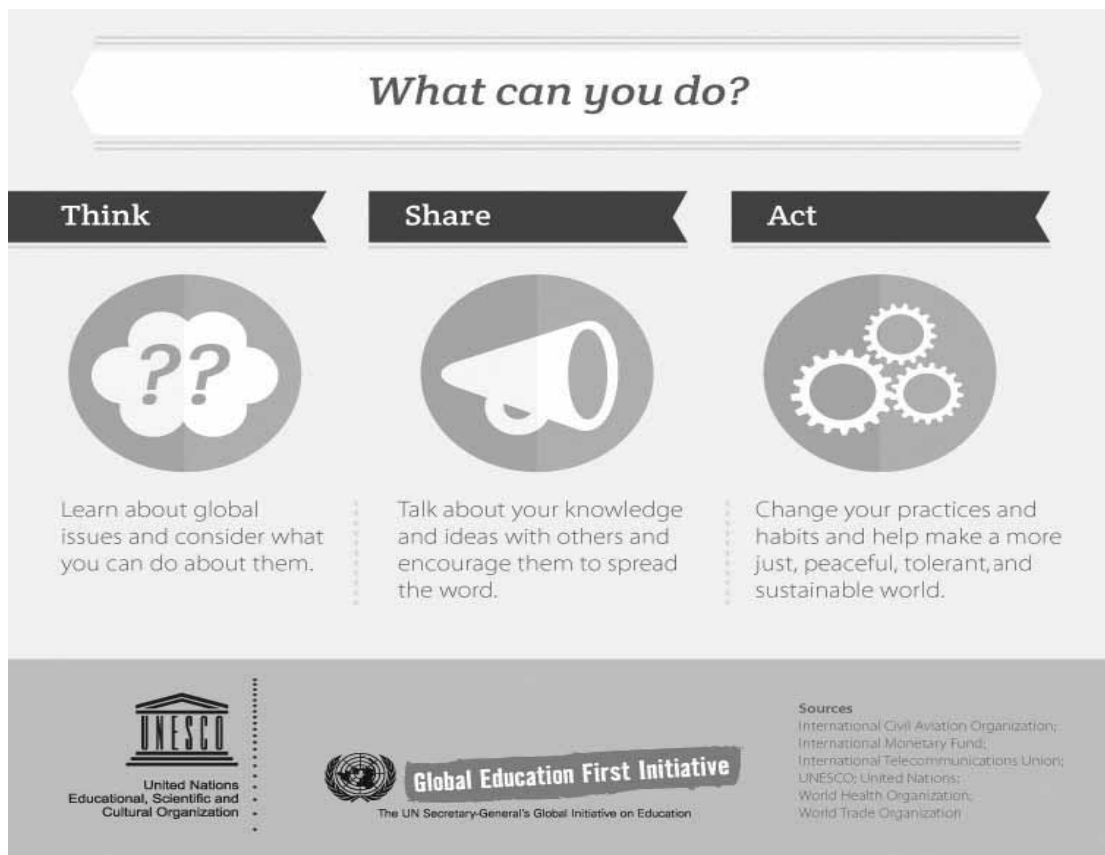 What can you do?
Think
Share
Act
??
Learn about global
issues and consider what
you can do about them.
Talk about your knowledge
and ideas with others and
encourage them to spread
the word.
Change your practices and
habits and help make a more
just, peaceful, tolerant, and
sustainable world.
UNESCO
United Nations
Educational, Scientific and
Cultural Organization
Global Education First Initiative
The UN Secretary-General's Global Initiative on Education
Sources
International Civil Aviation Organization;
International Monetary Fund;
International Telecommunications Union;
UNESCO; United Nations;
World Health Organization;
World Trade Organization